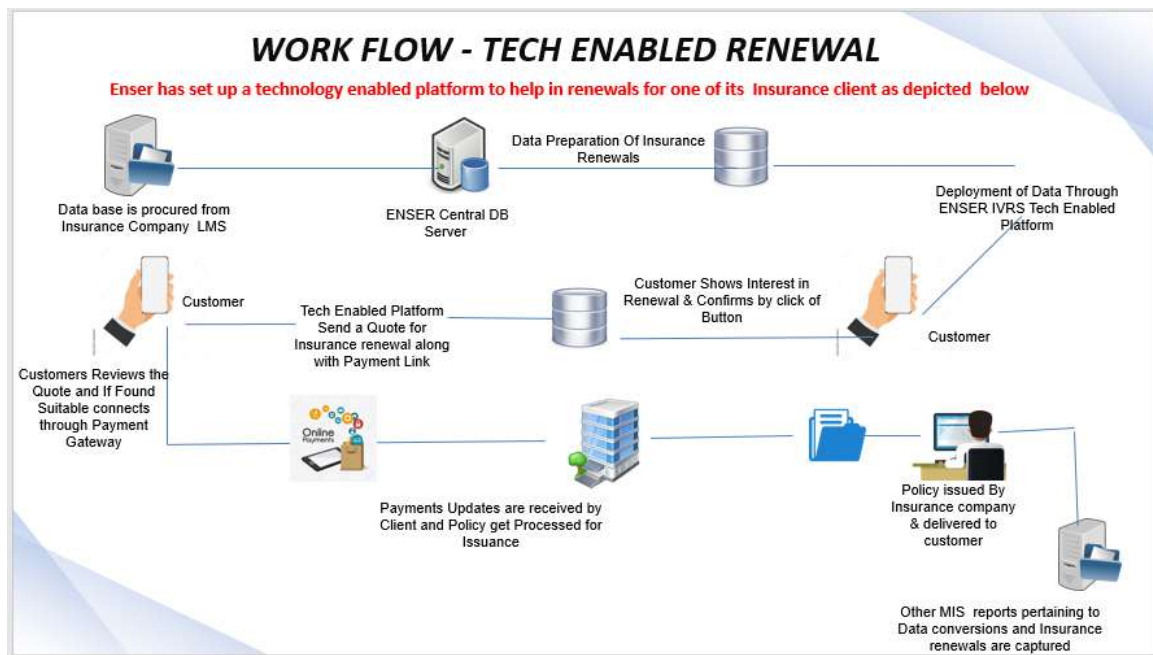 WORK FLOW - TECH ENABLED RENEWAL
Enser has set up a technology enabled platform to help in renewals for one of its Insurance client as depicted below
Data Preparation Of Insurance
Renewals
Data base is procured from
Insurance Company LMS
ENSER Central DB
Server
Deployment of Data Through
ENSER IVRS Tech Enabled
Platform
Customer
Tech Enabled Platform
Send a Quote for
Insurance renewal along
with Payment Link
Customer Shows Interest in
Renewal & Confirms by click of
Button
Customer
Customers Reviews the
Quote and If Found
Suitable connects
through Payment
Gateway
Online
Payments
Payments Updates are received by
Client and Policy get Processed for
Issuance
Policy issued By
Insurance company
& delivered to
customer
Other MIS reports pertaining to
Data conversions and Insurance
renewals are captured